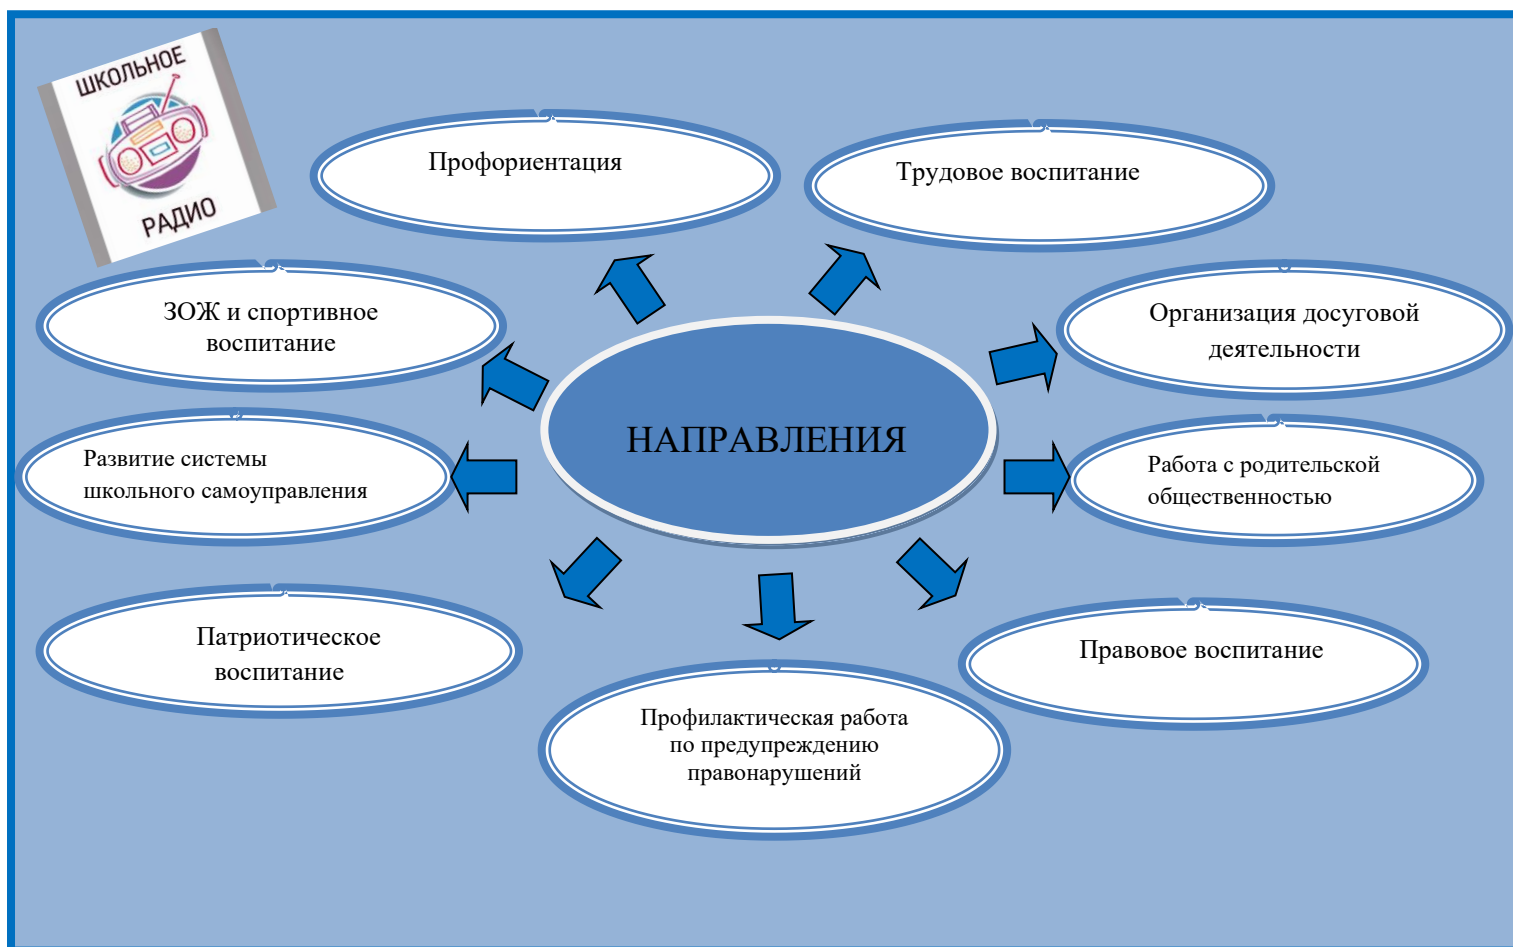 ШКОЛЬНОЕ
РАДИО
Профориентация
Трудовое воспитание
ЗОЖ и спортивное
воспитание
Организация досуговой
деятельности
НАПРАВЛЕНИЯ
Развитие системы
школьного самоуправления
Работа с родительской
общественностью
Патриотическое
воспитание
Правовое воспитание
Профилактическая работа
по предупреждению
правонарушений